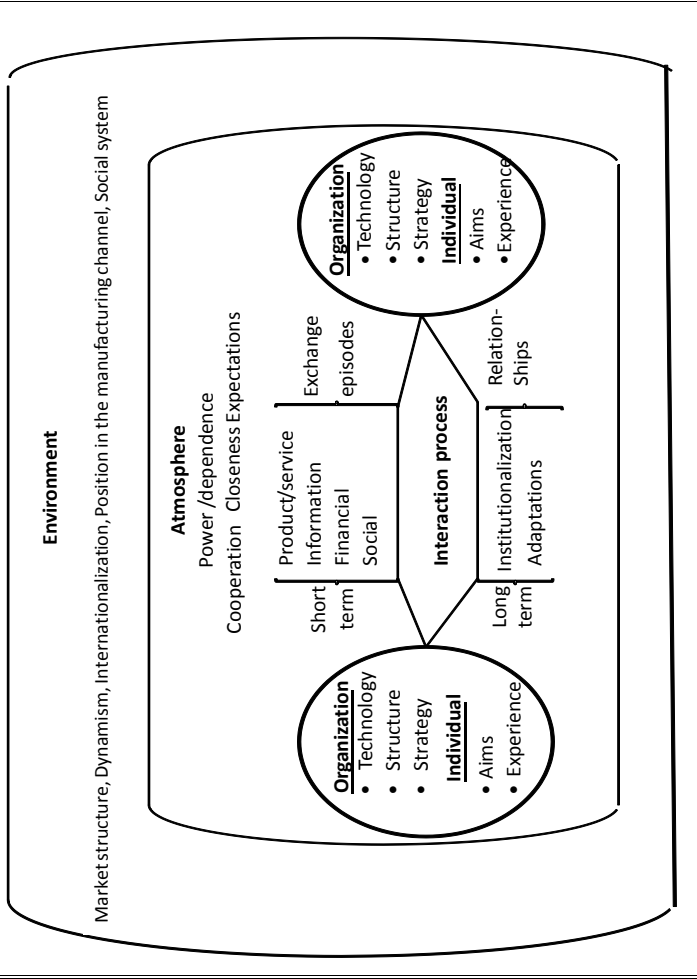 Environment
Market structure, Dynamism, Internationalization, Position in the manufacturing channel, Social system
Atmosphere
Power /dependence
Cooperation Closeness Expectations
Organization
• Technology
• Structure
• Strategy
Individual
• Aims
• Experience
Short
term
Product/service
Information
Financial
Social
Exchange
episodes
Interaction process
Long
term
Institutionalization
Adaptations
Relation-
Ships
Organization
• Technology
• Structure
• Strategy
Individual
• Aims
• Experience